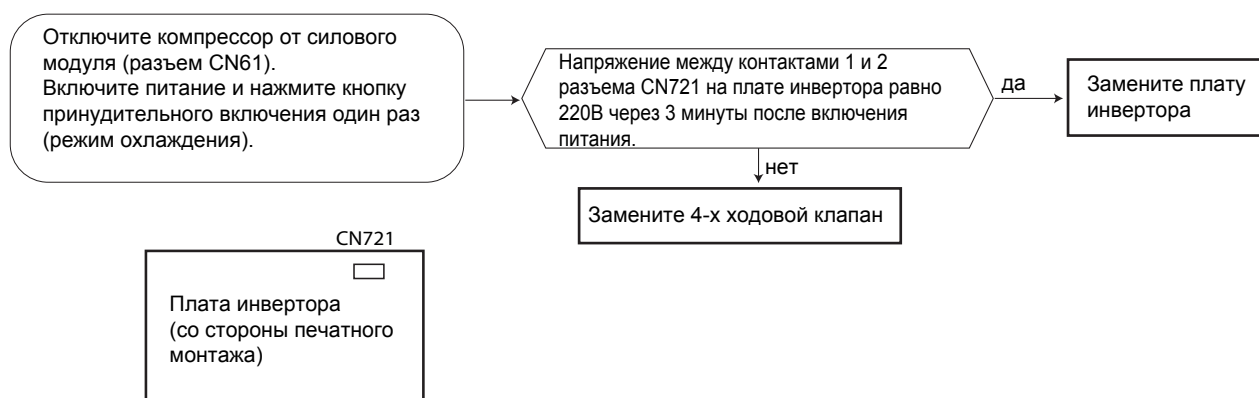 Отключите компрессор от силового
модуля (разъем CN61).
Включите питание и нажмите кнопку
принудительного включения один раз
(режим охлаждения).
Напряжение между контактами 1 и 2
разъема CN721 на плате инвертора равно
220В через 3 минуты после включения
питания.
да
Замените плату
инвертора
нет
Замените 4-х ходовой клапан
CN721
Плата инвертора
(со стороны печатного
монтажа)